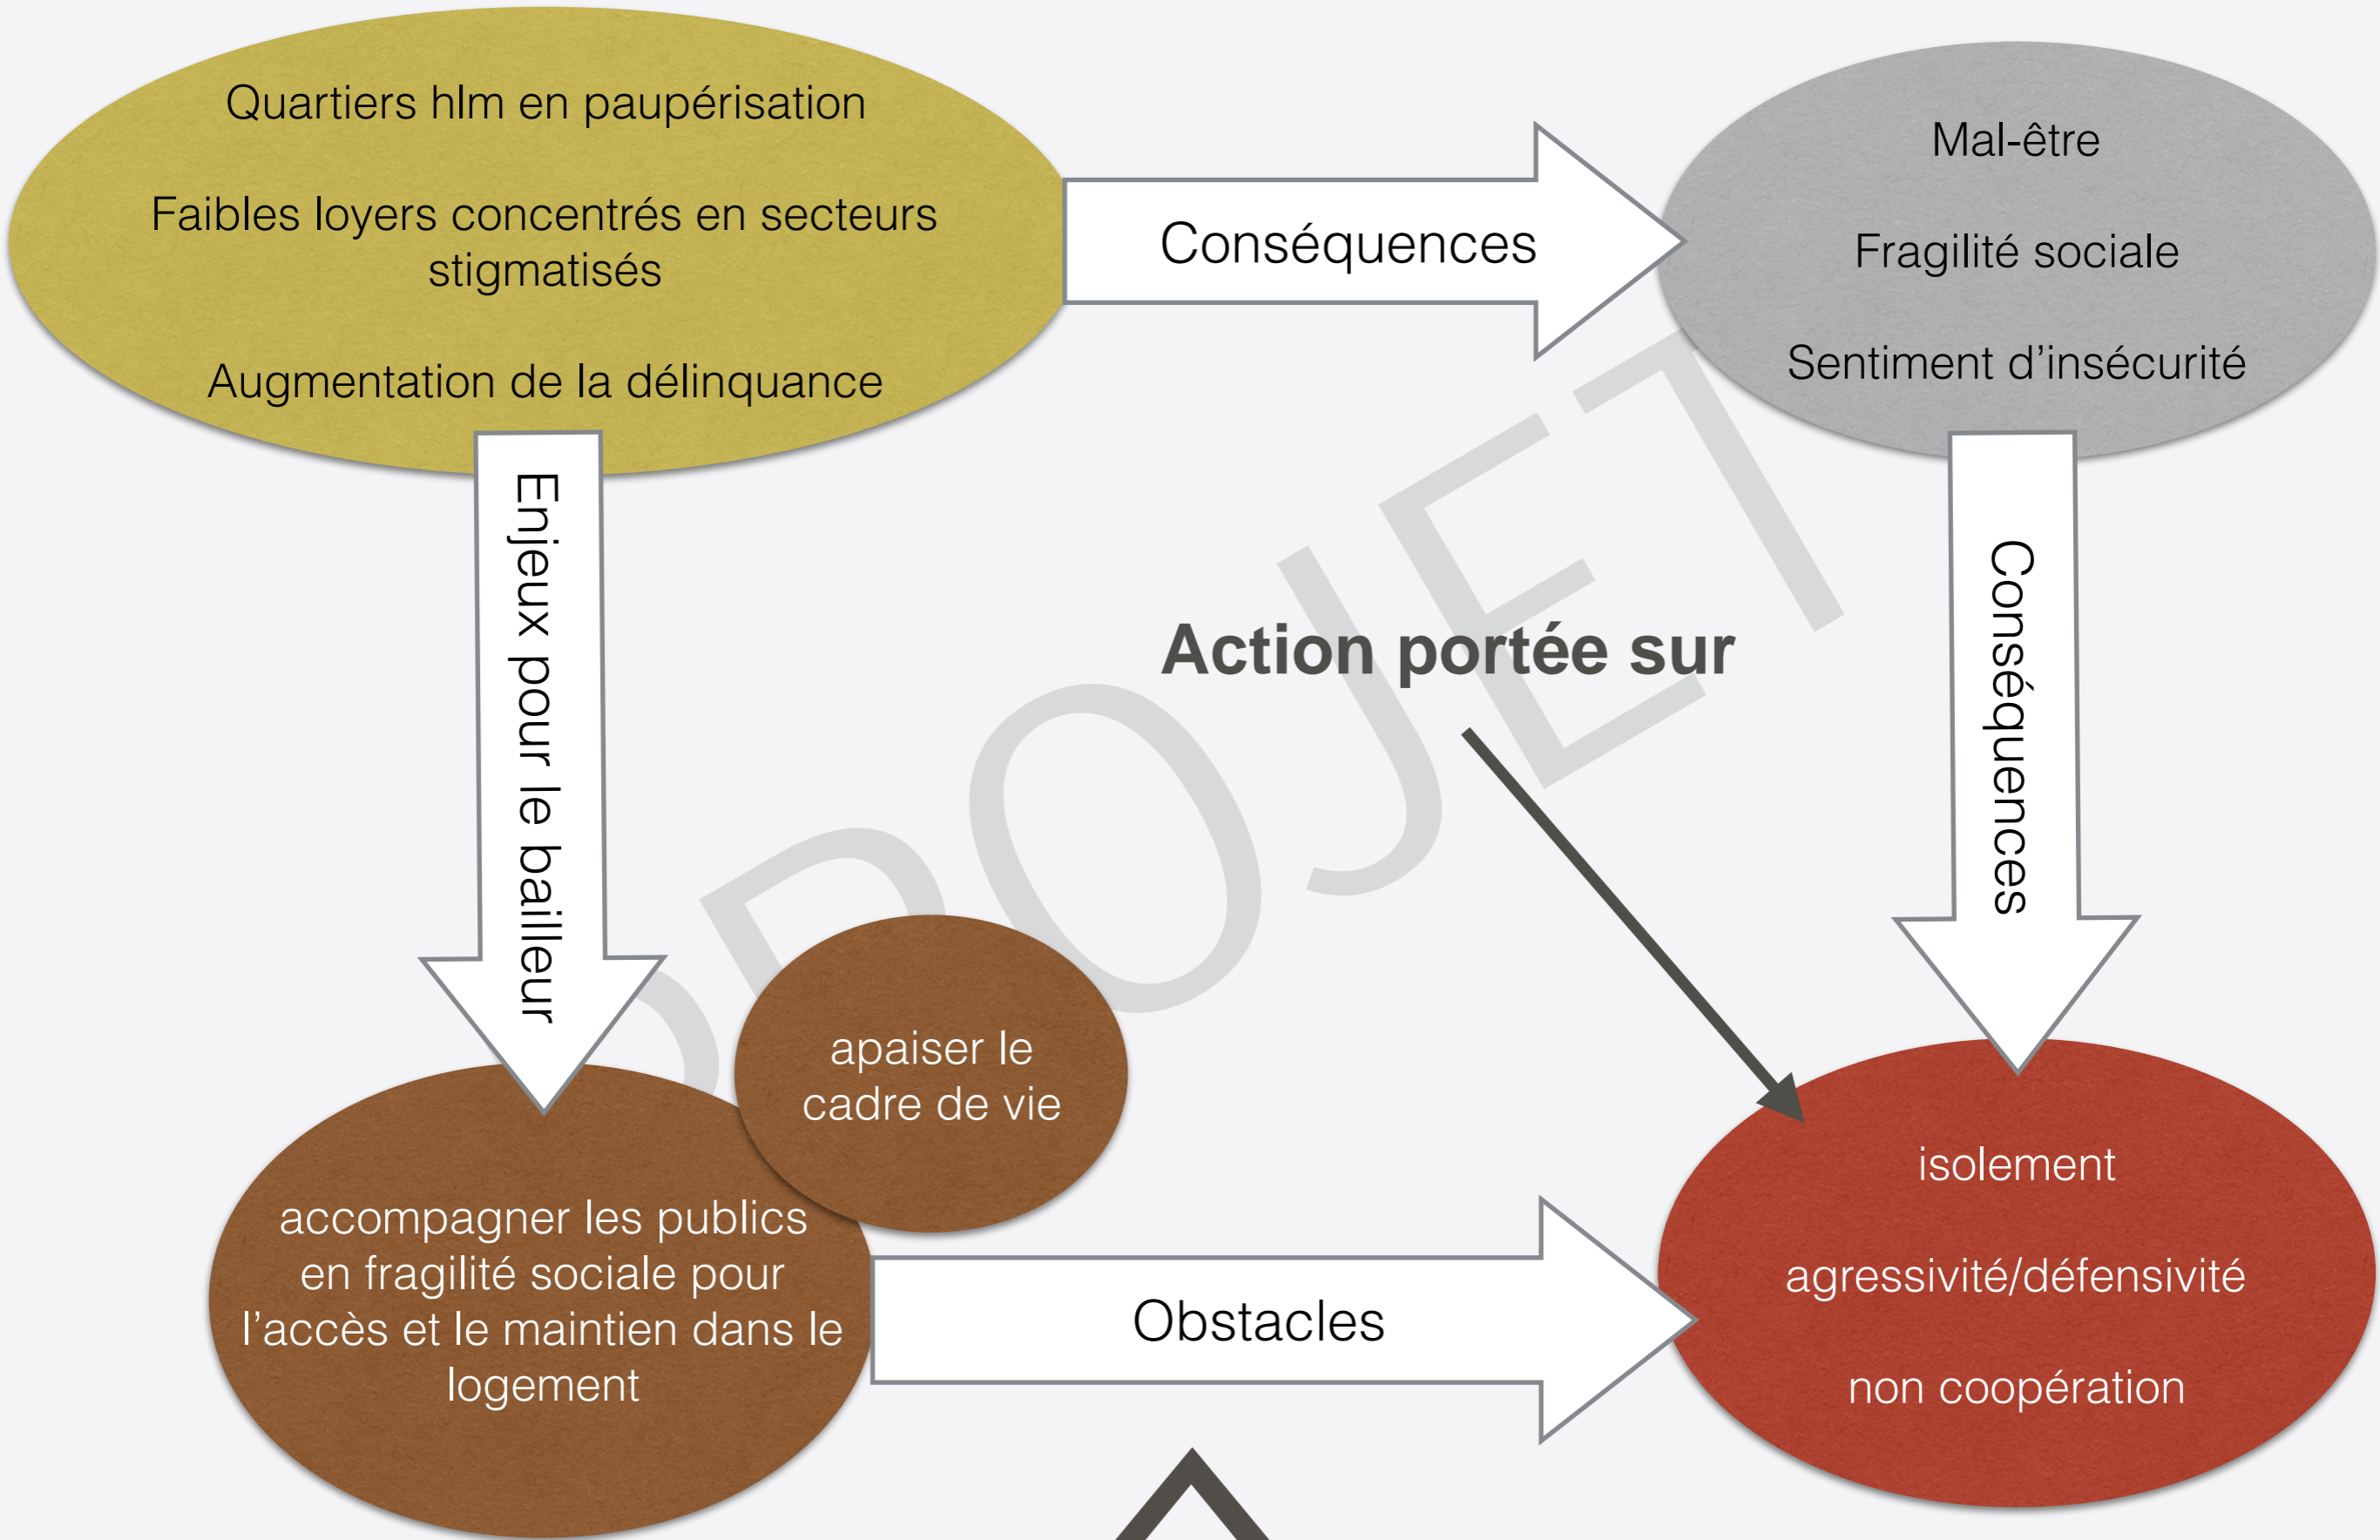 Quartiers hlm en paupérisation
Faibles loyers concentrés en secteurs
stigmatisés
Augmentation de la délinquance
Conséquences
Mal-être
Fragilité sociale
Sentiment d’insécurité
Enjeux pour le bailleur
Action portée sur
Conséquences
PROJET
apaiser le
cadre de vie
accompagner les publics
en fragilité sociale pour
l’accès et le maintien dans le
logement
Obstacles
isolement
agressivité/défensivité
non coopération